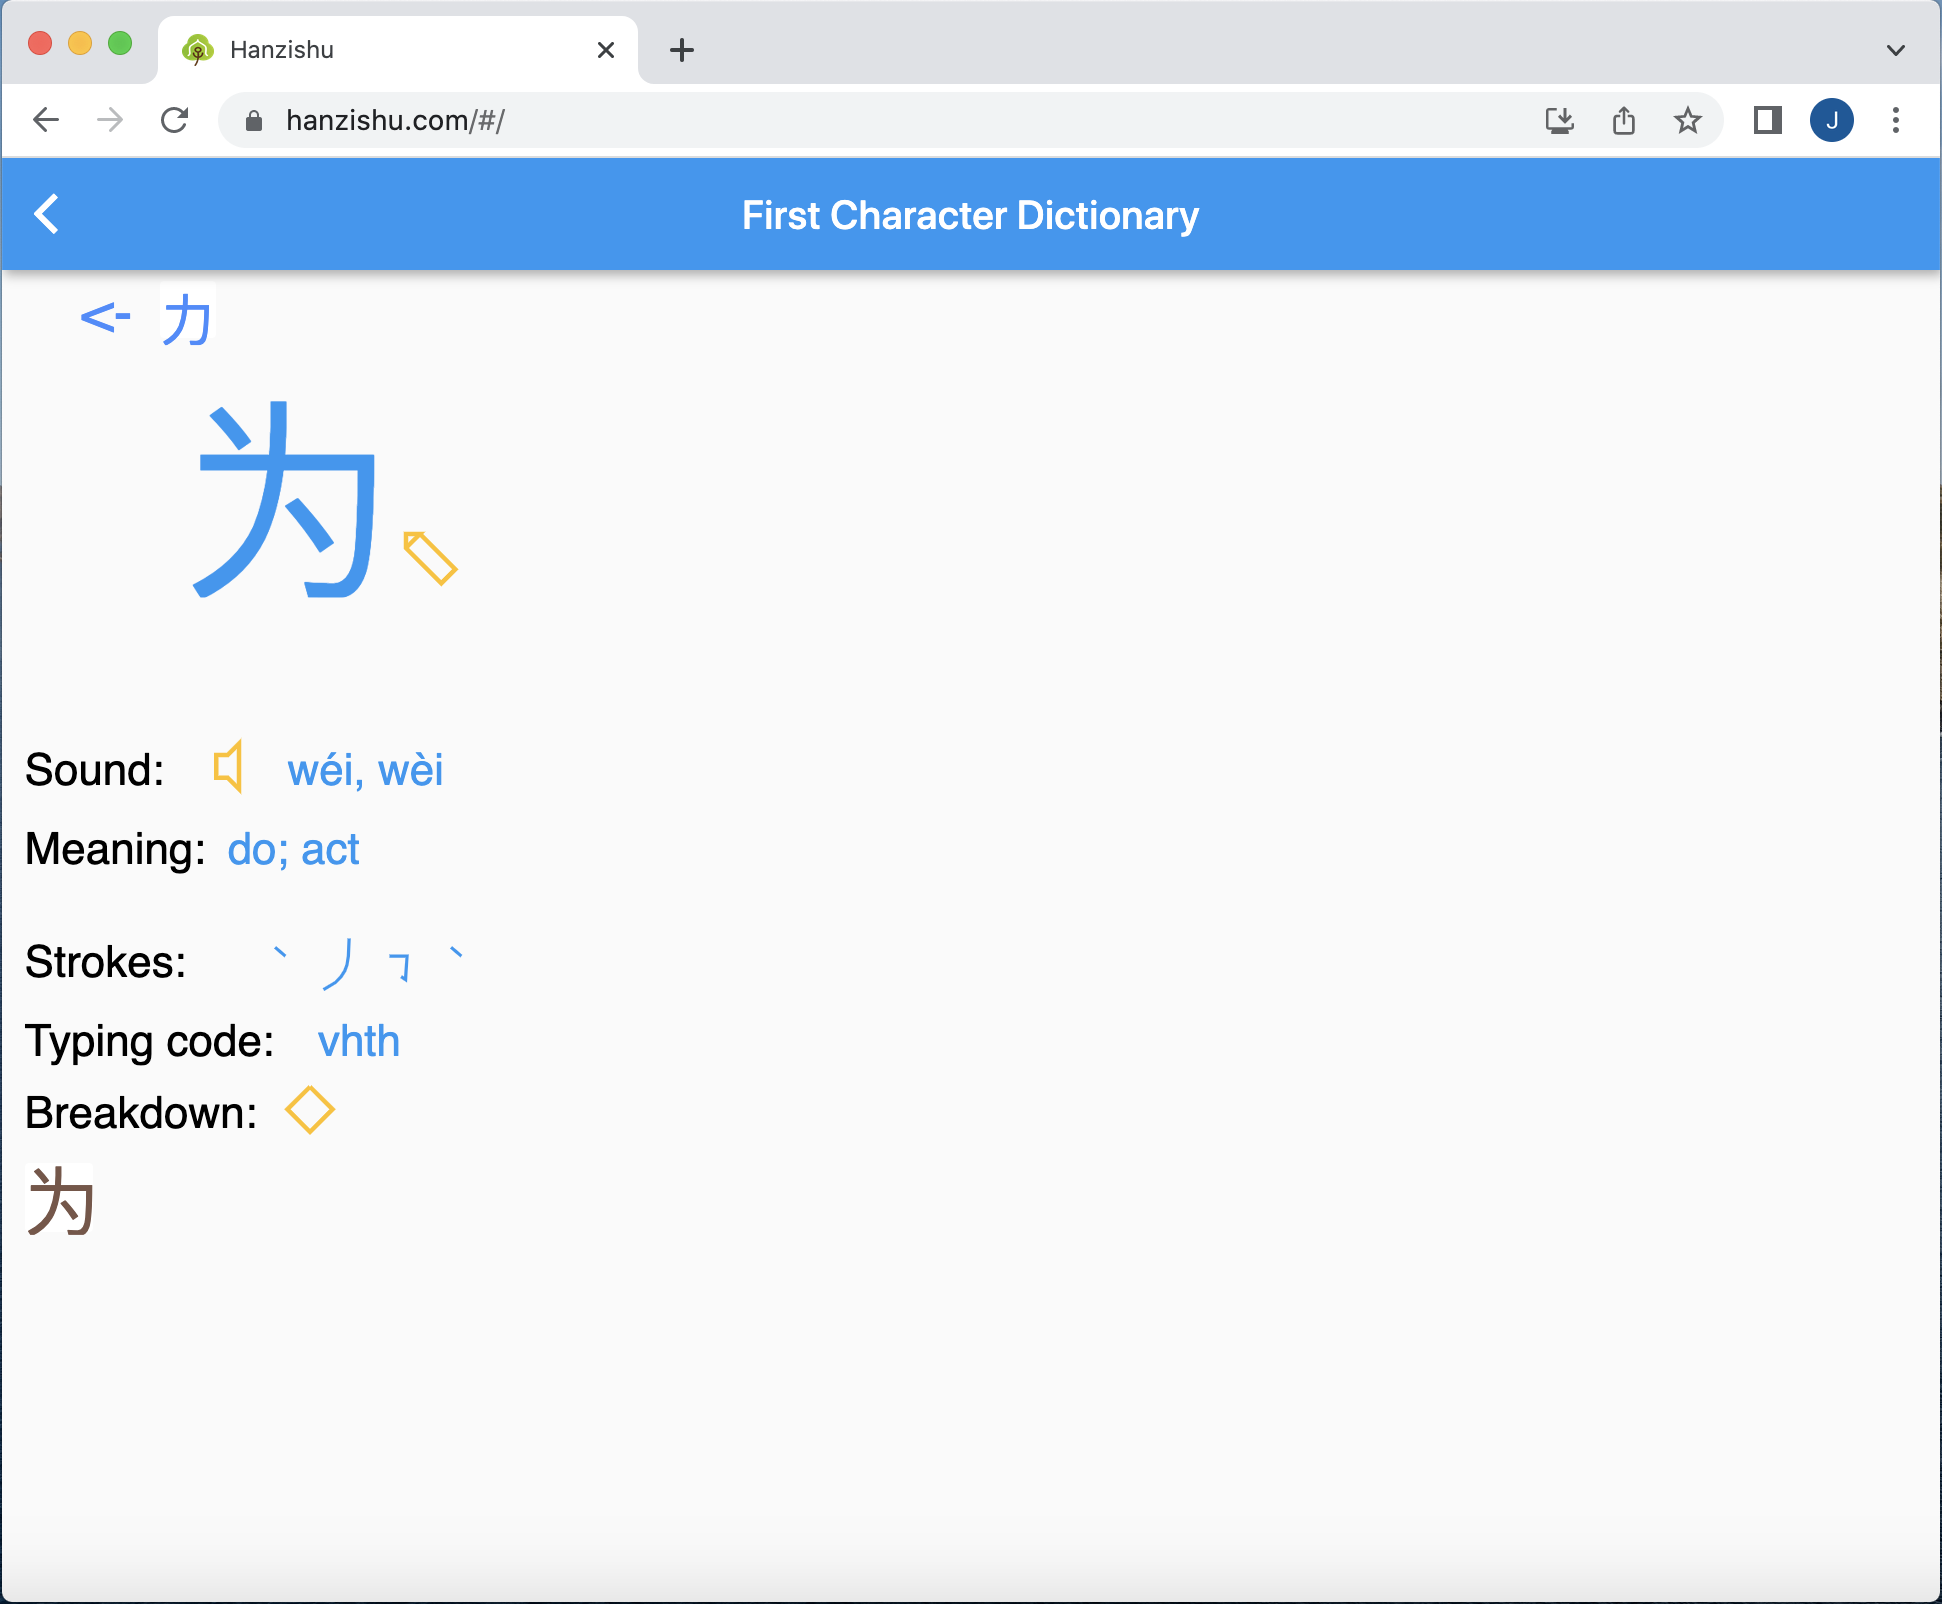 Hanzishu
hanzishu.com/#/
J
First Character Dictionary
<- 力
为
Sound: wéi, wèi
Meaning: do; act
Strokes: 丶 丿 ㇆ 丶
Typing code: vhth
Breakdown:
为